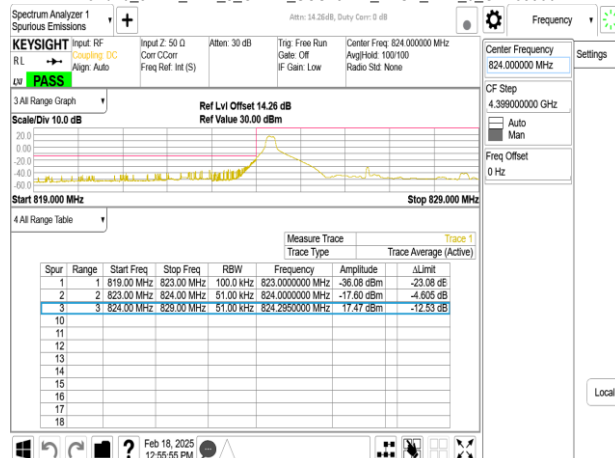 Spectrum Analyzer 1
Spurious Emissions
Attn: 14.26dB, Duty Corr: 0 dB
Frequency
KEYSIGHT Input: RF Input Z: 50 Ω Atten: 30 dB Trig: Free Run Center Freq: 824.000000 MHz
RL Coupling: DC Corr CCorr Gate: Off Avg|Hold: 100/100
Align: Auto Freq Ref: Int (S) IF Gain: Low Radio Std: None
PASS
Center Frequency
824.000000 MHz
Settings
CF Step
4.399000000 GHz
Auto
Man
Freq Offset
0 Hz
3 All Range Graph
Ref Lvl Offset 14.26 dB
Scale/Div 10.0 dB Ref Value 30.00 dBm
20.0
0.00
-20.0
-40.0
-60.0
Start 819.000 MHz Stop 829.000 MHz
4 All Range Table
Measure Trace Trace 1
Trace Type Trace Average (Active)
Spur Range Start Freq Stop Freq RBW Frequency Amplitude ΔLimit
1 1 819.00 MHz 823.00 MHz 100.0 kHz 823.0000000 MHz -36.08 dBm -23.08 dB
2 2 823.00 MHz 824.00 MHz 51.00 kHz 824.0000000 MHz -17.60 dBm -4.605 dB
3 3 824.00 MHz 829.00 MHz 51.00 kHz 824.2950000 MHz 17.47 dBm -12.53 dB
10
11
12
13
14
15
16
17
18
Local
Feb 18, 2025
12:55:55 PM